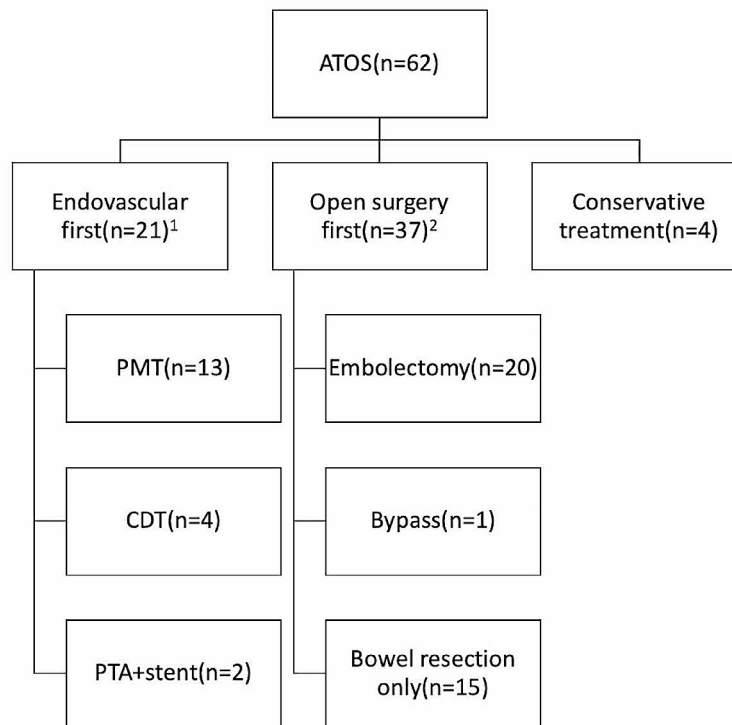 ATOS(n=62)
Endovascular
first(n=21)¹
Open surgery
first(n=37)²
Conservative
treatment(n=4)
PMT(n=13)
Embolectomy(n=20)
CDT(n=4)
Bypass(n=1)
PTA+stent(n=2)
Bowel resection
only(n=15)